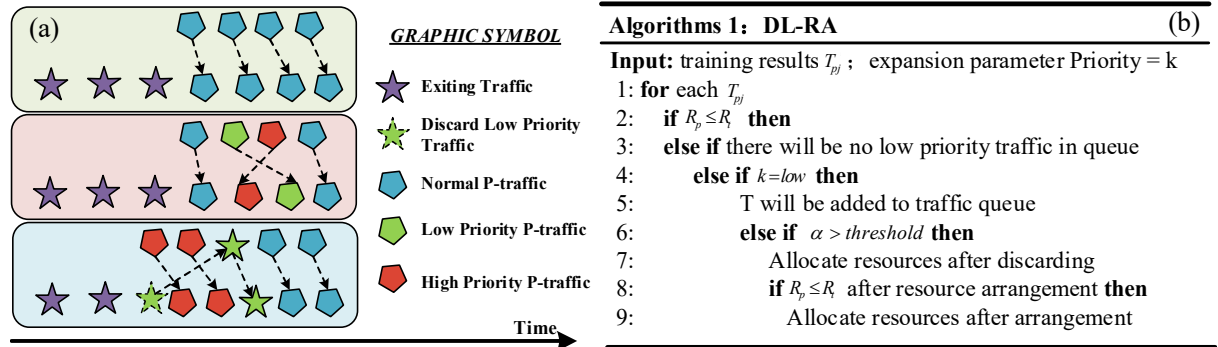 (a)
GRAPHIC SYMBOL
Exiting Traffic
Discard Low Priority
Traffic
Normal P-traffic
Low Priority P-traffic
High Priority P-traffic
Time
Algorithms 1： DL-RA
(b)
Input: training results T_{pj} ； expansion parameter Priority = k
1: for each T_{pj}
2: if R_p ≤ R_t then
3: else if there will be no low priority traffic in queue
4: else if k=low then
5: T will be added to traffic queue
6: else if α > threshold then
7: Allocate resources after discarding
8: if R_p ≤ R_t after resource arrangement then
9: Allocate resources after arrangement